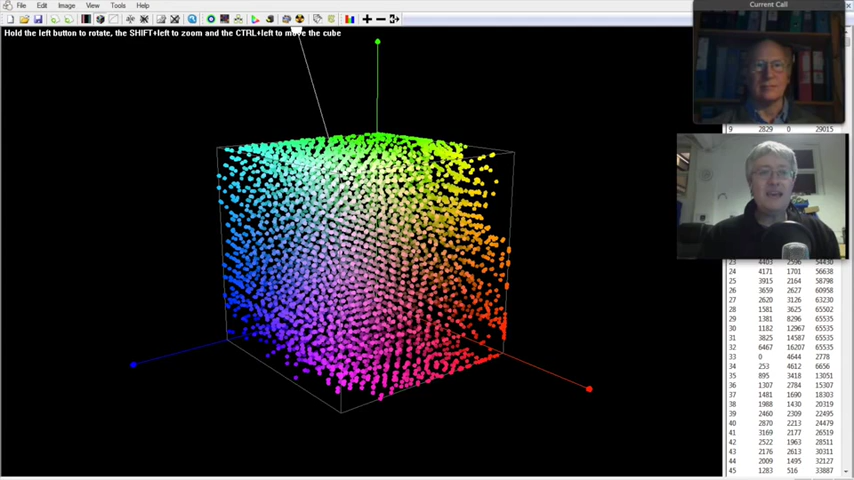 File Edit Image View Tools Help
Current Call
Hold the left button to rotate, the SHIFT+left to zoom and the CTRL+left to move the cube
9 2829 0 29015
23 4403 2596 54430
24 4171 1701 56638
25 3915 2164 58798
26 3659 2627 60958
27 2620 3126 63230
28 1581 3625 65502
29 1381 8296 65535
30 1182 12967 65535
31 3825 14587 65535
32 6467 16207 65535
33 0 4644 2778
34 253 4612 6656
35 895 3418 13051
36 1307 2784 15307
37 1481 1690 18303
38 1988 1430 20319
39 2460 2309 22495
40 2870 2213 24479
41 3169 2177 26519
42 2522 1963 28511
43 2176 2613 30311
44 2009 1495 32127
45 1283 516 33887